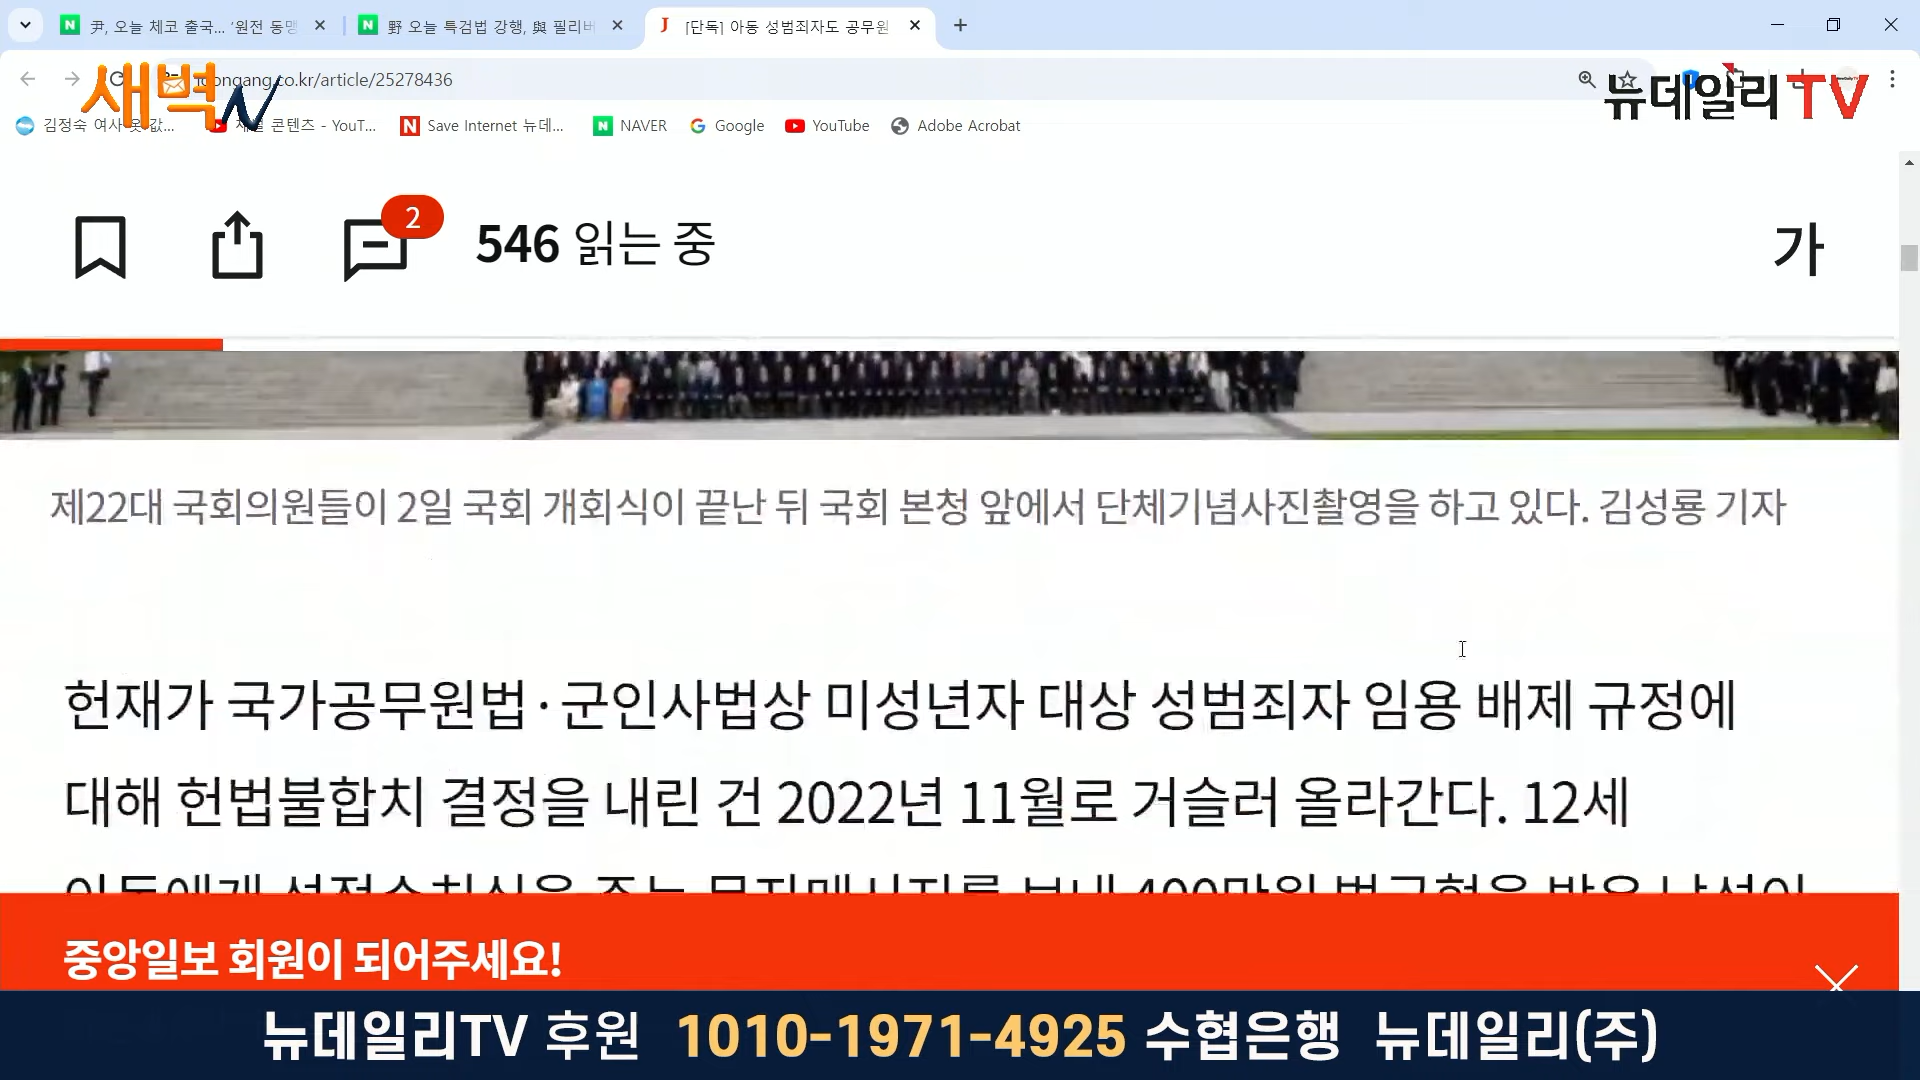 尹, 오늘 체코 출국... '원전 동맹
野 오늘 특검법 강행, 與 필리버
[단독] 아동 성범죄자도 공무원
joongang.co.kr/article/25278436
새벽N
뉴데일리TV
김정숙 여사 옷 값...
콘텐츠 - YouT...
Save Internet 뉴데...
NAVER
Google
YouTube
Adobe Acrobat
2
546 읽는 중
가
제22대 국회의원들이 2일 국회 개회식이 끝난 뒤 국회 본청 앞에서 단체기념사진촬영을 하고 있다. 김성룡 기자
헌재가 국가공무원법·군인사법상 미성년자 대상 성범죄자 임용 배제 규정에
대해 헌법불합치 결정을 내린 건 2022년 11월로 거슬러 올라간다. 12세
중앙일보 회원이 되어주세요!
뉴데일리TV 후원 1010-1971-4925 수협은행 뉴데일리(주)